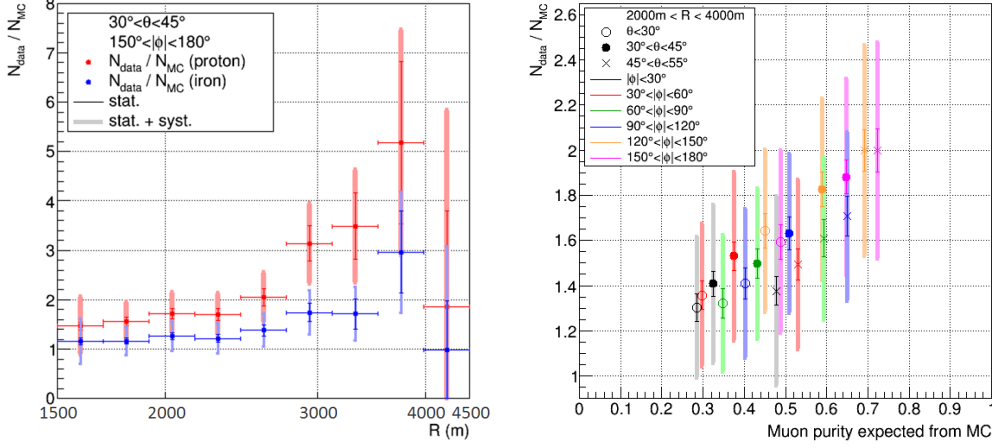 N_data / N_MC
30°<θ<45°
150°<|ϕ|<180°
N_data / N_MC (proton)
N_data / N_MC (iron)
stat.
stat. + syst.
8
7
6
5
4
3
2
1
0
1500 2000 3000 4000 4500
R (m)
N_data / N_MC
2000m < R < 4000m
θ<30°
30°<θ<45°
45°<θ<55°
|ϕ|<30°
30°<|ϕ|<60°
60°<|ϕ|<90°
90°<|ϕ|<120°
120°<|ϕ|<150°
150°<|ϕ|<180°
2.6
2.4
2.2
2
1.8
1.6
1.4
1.2
1
0 0.1 0.2 0.3 0.4 0.5 0.6 0.7 0.8 0.9 1
Muon purity expected from MC